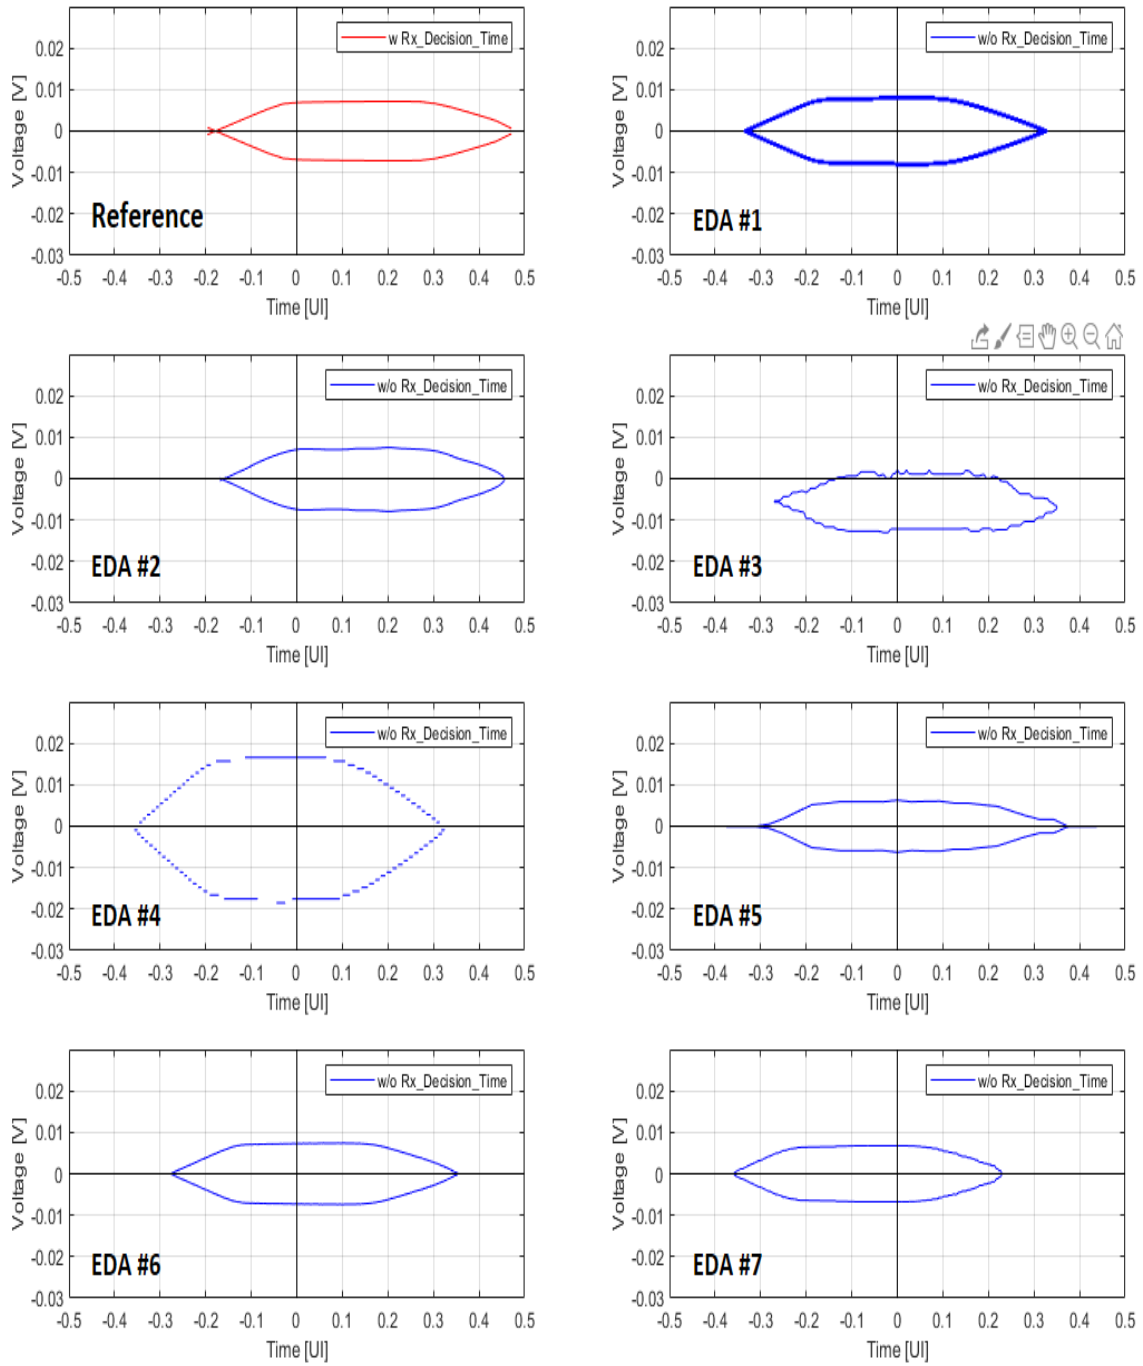 w Rx_Decision_Time
0.02
0.01
0
-0.01
-0.02
-0.03
Voltage [V]
Reference
-0.5 -0.4 -0.3 -0.2 -0.1 0 0.1 0.2 0.3 0.4 0.5
Time [UI]
w/o Rx_Decision_Time
0.02
0.01
0
-0.01
-0.02
-0.03
Voltage [V]
EDA #1
-0.5 -0.4 -0.3 -0.2 -0.1 0 0.1 0.2 0.3 0.4 0.5
Time [UI]
w/o Rx_Decision_Time
0.02
0.01
0
-0.01
-0.02
-0.03
Voltage [V]
EDA #2
-0.5 -0.4 -0.3 -0.2 -0.1 0 0.1 0.2 0.3 0.4 0.5
Time [UI]
w/o Rx_Decision_Time
0.02
0.01
0
-0.01
-0.02
-0.03
Voltage [V]
EDA #3
-0.5 -0.4 -0.3 -0.2 -0.1 0 0.1 0.2 0.3 0.4 0.5
Time [UI]
w/o Rx_Decision_Time
0.02
0.01
0
-0.01
-0.02
-0.03
Voltage [V]
EDA #4
-0.5 -0.4 -0.3 -0.2 -0.1 0 0.1 0.2 0.3 0.4 0.5
Time [UI]
w/o Rx_Decision_Time
0.02
0.01
0
-0.01
-0.02
-0.03
Voltage [V]
EDA #5
-0.5 -0.4 -0.3 -0.2 -0.1 0 0.1 0.2 0.3 0.4 0.5
Time [UI]
w/o Rx_Decision_Time
0.02
0.01
0
-0.01
-0.02
-0.03
Voltage [V]
EDA #6
-0.5 -0.4 -0.3 -0.2 -0.1 0 0.1 0.2 0.3 0.4 0.5
Time [UI]
w/o Rx_Decision_Time
0.02
0.01
0
-0.01
-0.02
-0.03
Voltage [V]
EDA #7
-0.5 -0.4 -0.3 -0.2 -0.1 0 0.1 0.2 0.3 0.4 0.5
Time [UI]